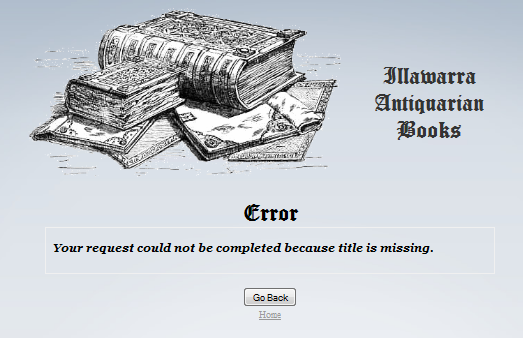 Illawarra
Antiquarian
Books
Error
Your request could not be completed because title is missing.
Go Back
Home